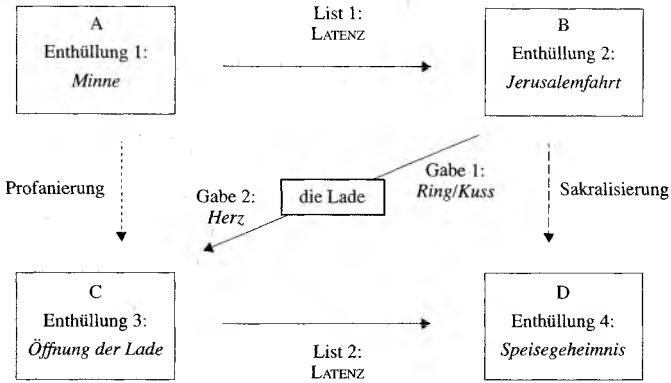 A
Enthüllung 1:
Minne
List 1:
LATENZ
B
Enthüllung 2:
Jerusalemfahrt
Profanierung
Gabe 2:
Herz
die Lade
Gabe 1:
Ring/Kuss
Sakralisierung
C
Enthüllung 3:
Öffnung der Lade
List 2:
LATENZ
D
Enthüllung 4:
Speisegeheimnis